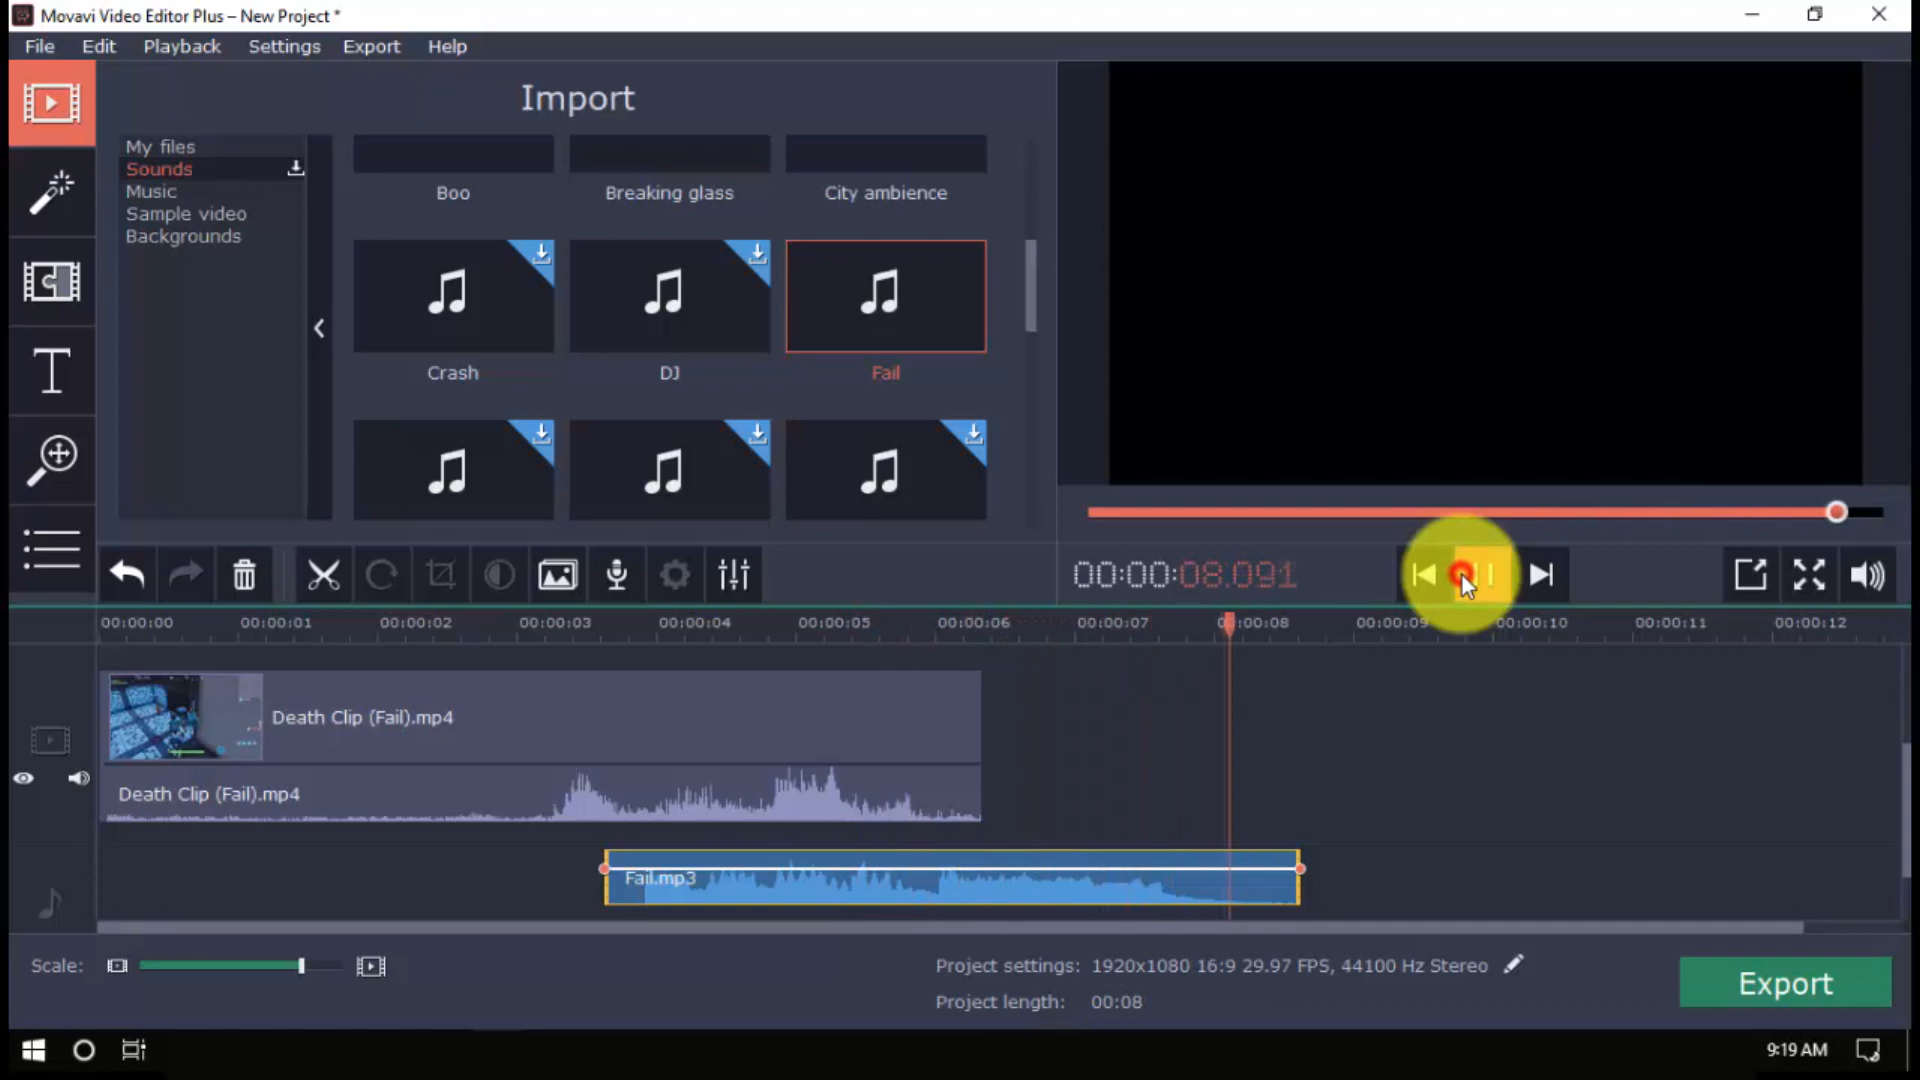 Movavi Video Editor Plus – New Project *
File Edit Playback Settings Export Help
Import
My files
Sounds
Music
Sample video
Backgrounds
Boo Breaking glass City ambience
Crash DJ Fail
00:00:08.091
00:00:00 00:00:01 00:00:02 00:00:03 00:00:04 00:00:05 00:00:06 00:00:07 00:00:08 00:00:09 00:00:10 00:00:11 00:00:12
Death Clip (Fail).mp4
Death Clip (Fail).mp4
Fail.mp3
Scale:
Project settings: 1920x1080 16:9 29.97 FPS, 44100 Hz Stereo
Project length: 00:08
Export
9:19 AM